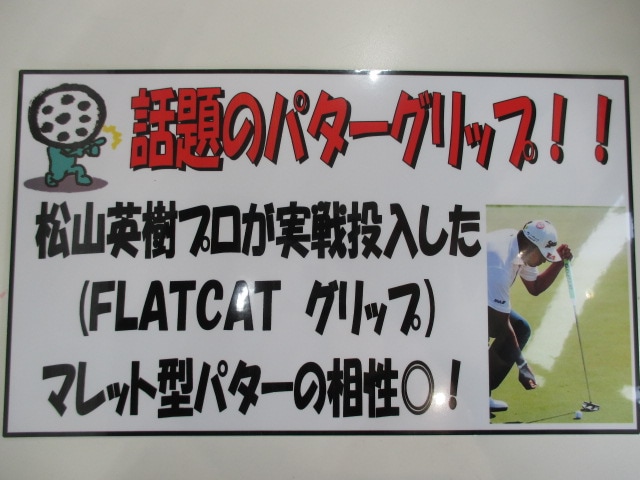 話題のパターグリップ！！
松山英樹プロが実戦投入した
(FLATCAT グリップ)
マレット型パターの相性◎！